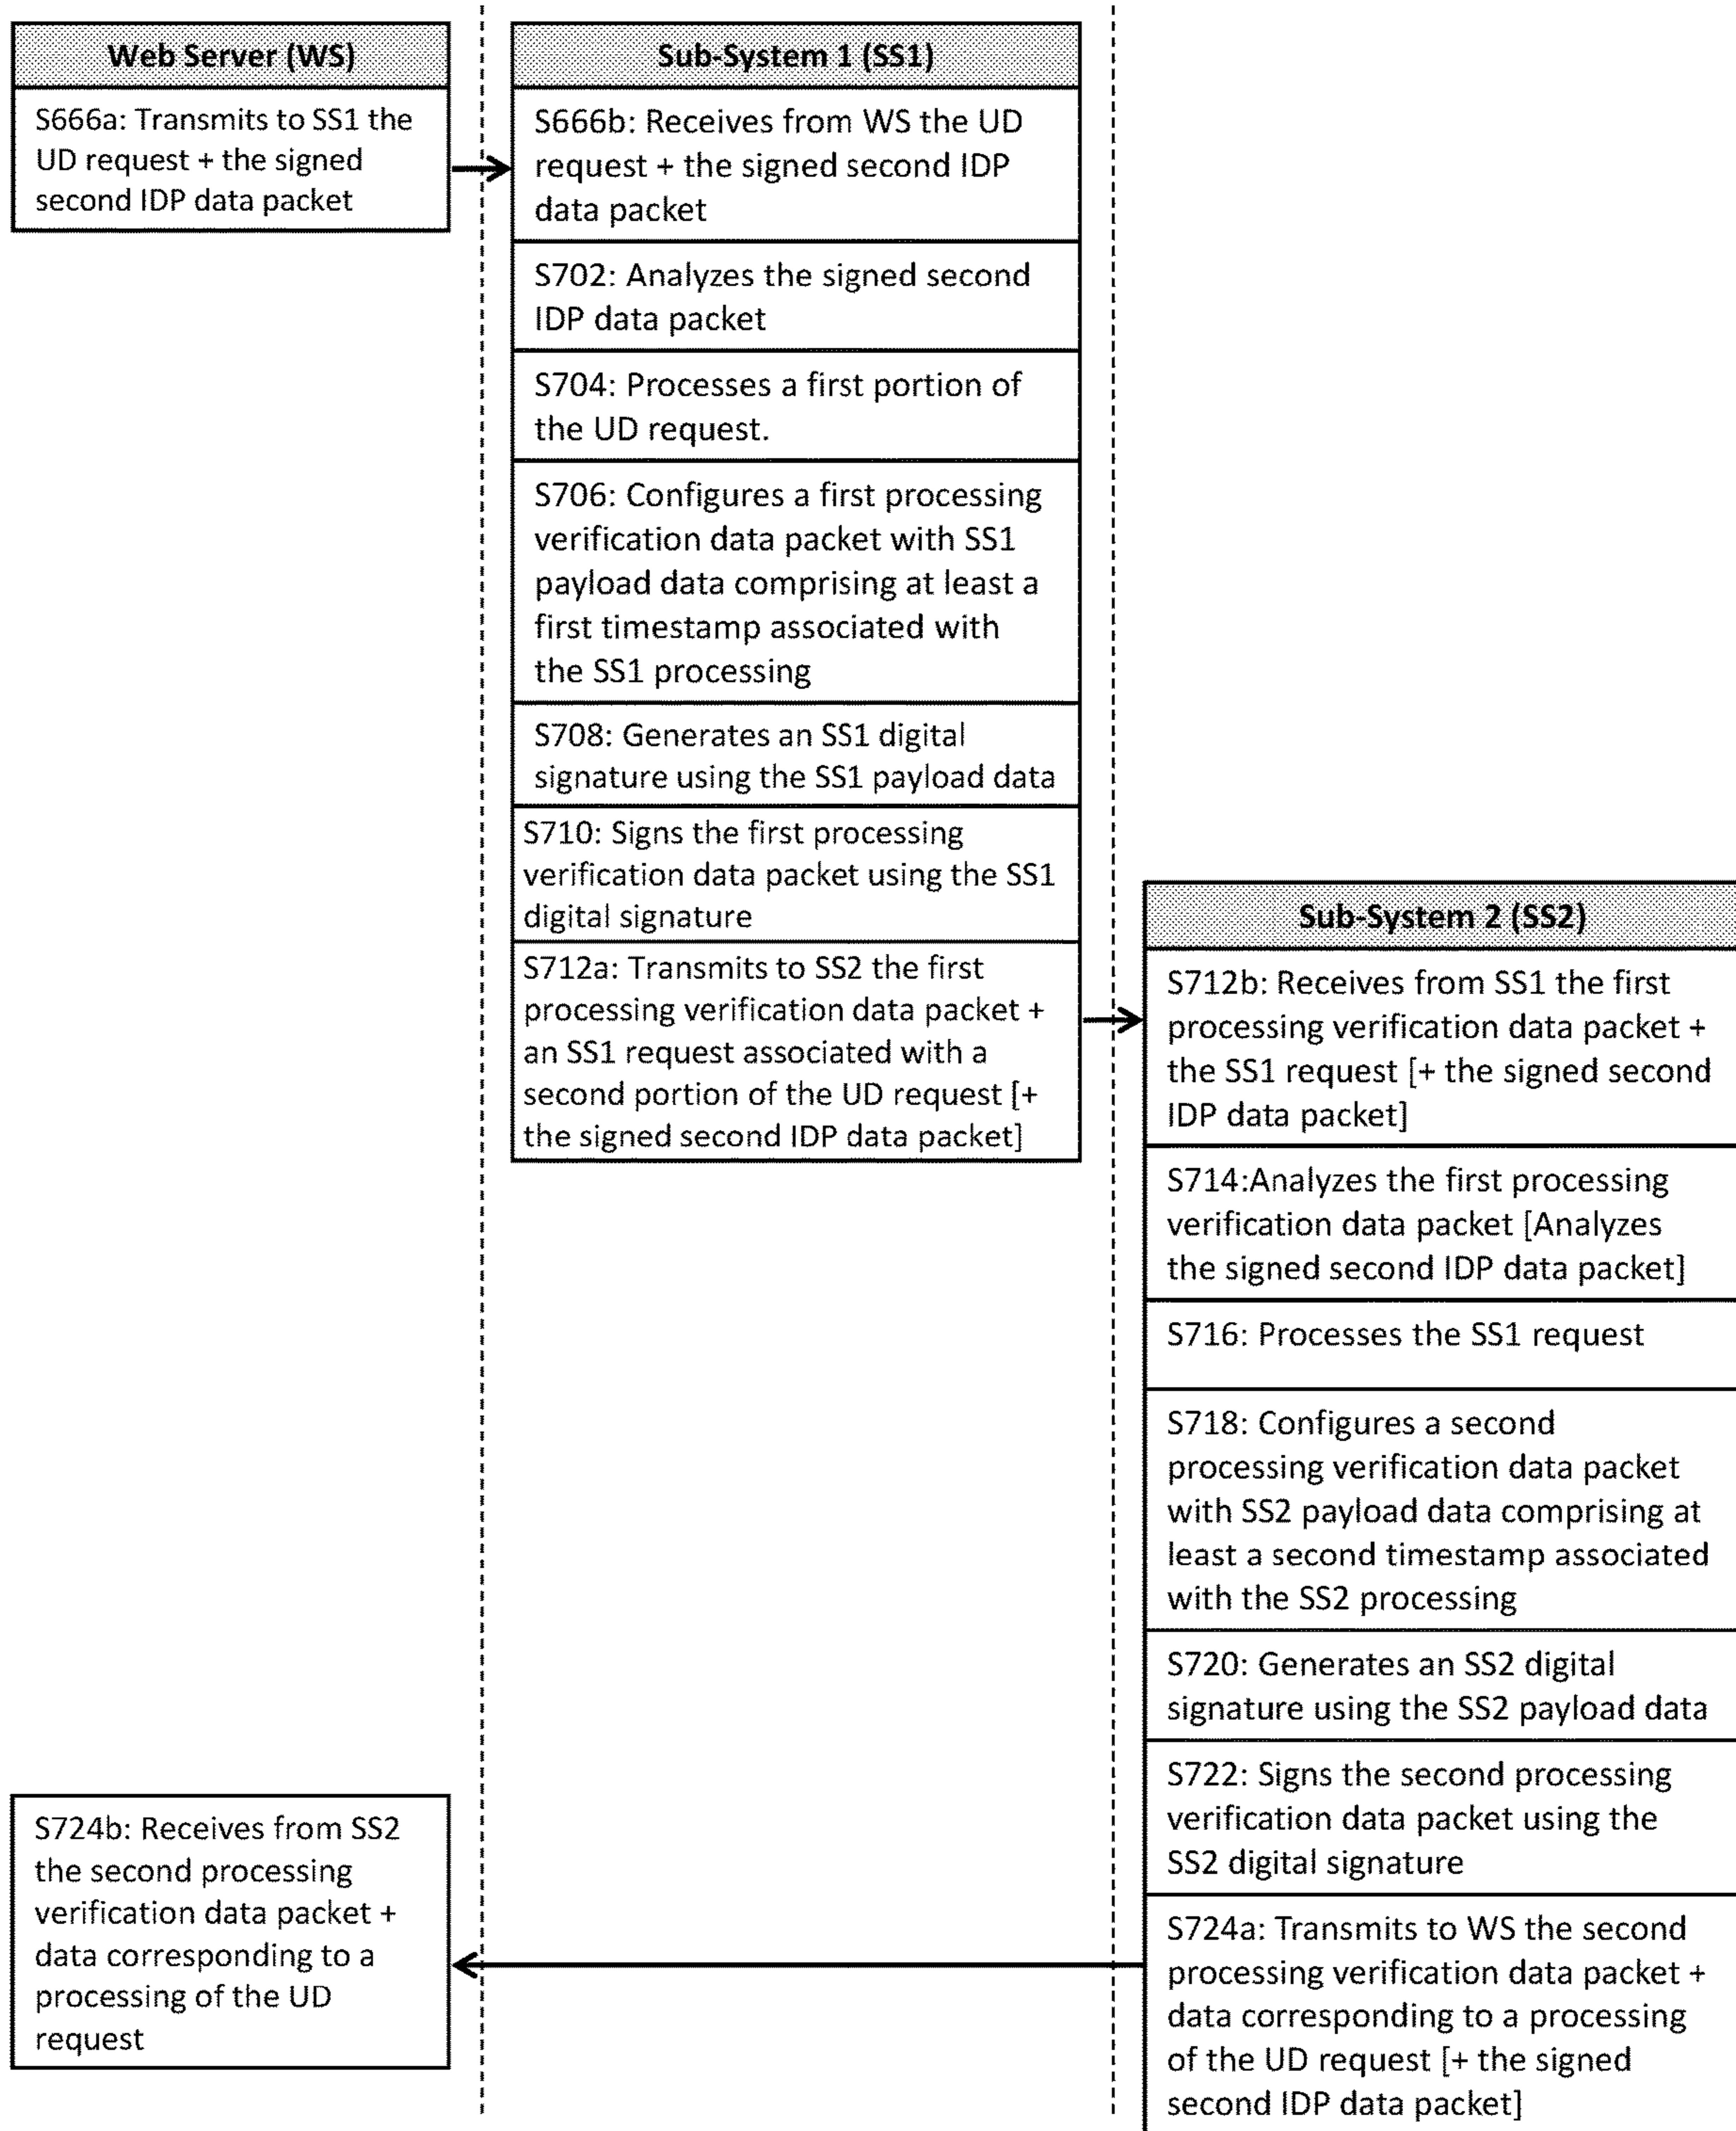 Web Server (WS)
S666a: Transmits to SS1 the
UD request + the signed
second IDP data packet
Sub-System 1 (SS1)
S666b: Receives from WS the UD
request + the signed second IDP
data packet
S702: Analyzes the signed second
IDP data packet
S704: Processes a first portion of
the UD request.
S706: Configures a first processing
verification data packet with SS1
payload data comprising at least a
first timestamp associated with
the SS1 processing
S708: Generates an SS1 digital
signature using the SS1 payload data
S710: Signs the first processing
verification data packet using the SS1
digital signature
S712a: Transmits to SS2 the first
processing verification data packet +
an SS1 request associated with a
second portion of the UD request [+
the signed second IDP data packet]
Sub-System 2 (SS2)
S712b: Receives from SS1 the first
processing verification data packet +
the SS1 request [+ the signed second
IDP data packet]
S714:Analyzes the first processing
verification data packet [Analyzes
the signed second IDP data packet]
S716: Processes the SS1 request
S718: Configures a second
processing verification data packet
with SS2 payload data comprising at
least a second timestamp associated
with the SS2 processing
S720: Generates an SS2 digital
signature using the SS2 payload data
S722: Signs the second processing
verification data packet using the
SS2 digital signature
S724a: Transmits to WS the second
processing verification data packet +
data corresponding to a processing
of the UD request [+ the signed
second IDP data packet]
S724b: Receives from SS2
the second processing
verification data packet +
data corresponding to a
processing of the UD
request